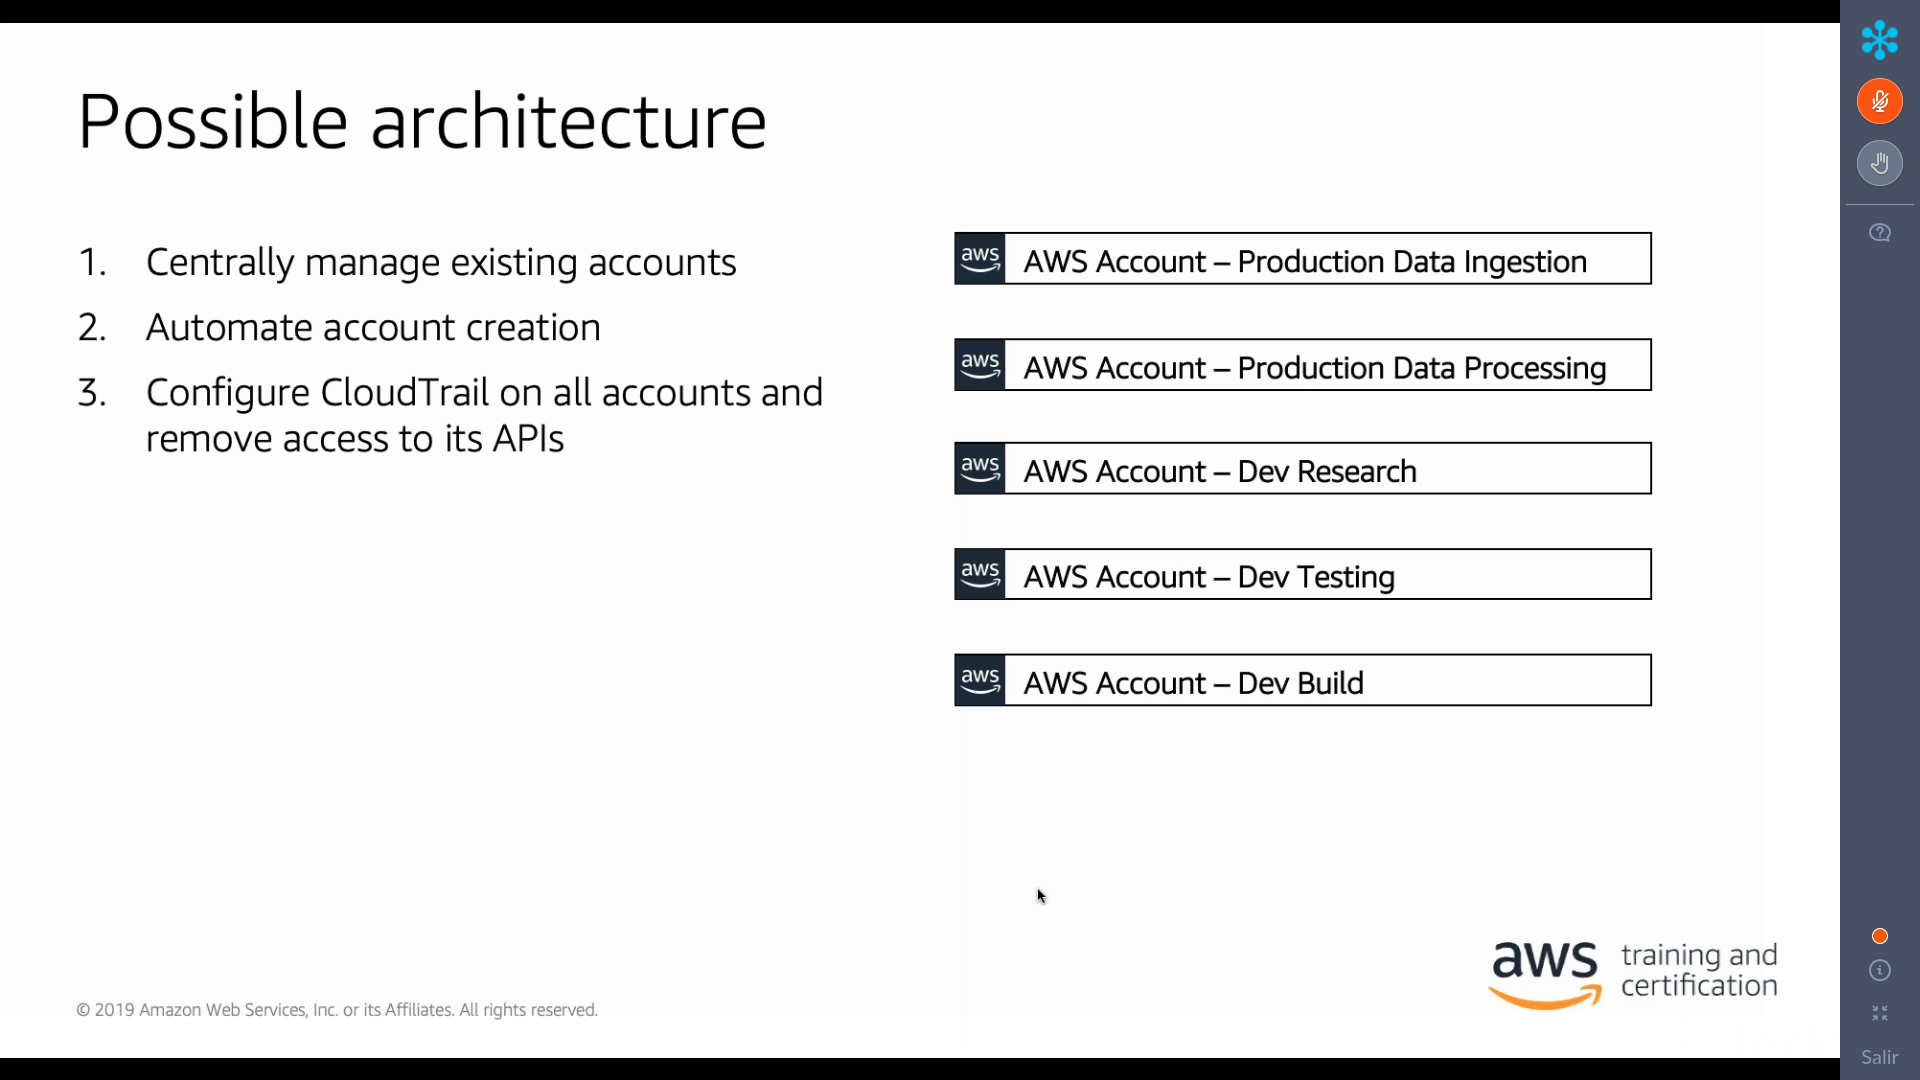 Possible architecture
1. Centrally manage existing accounts
2. Automate account creation
3. Configure CloudTrail on all accounts and
remove access to its APIs
aws AWS Account – Production Data Ingestion
aws AWS Account – Production Data Processing
aws AWS Account – Dev Research
aws AWS Account – Dev Testing
aws AWS Account – Dev Build
aws training and
certification
© 2019 Amazon Web Services, Inc. or its Affiliates. All rights reserved.
Salir